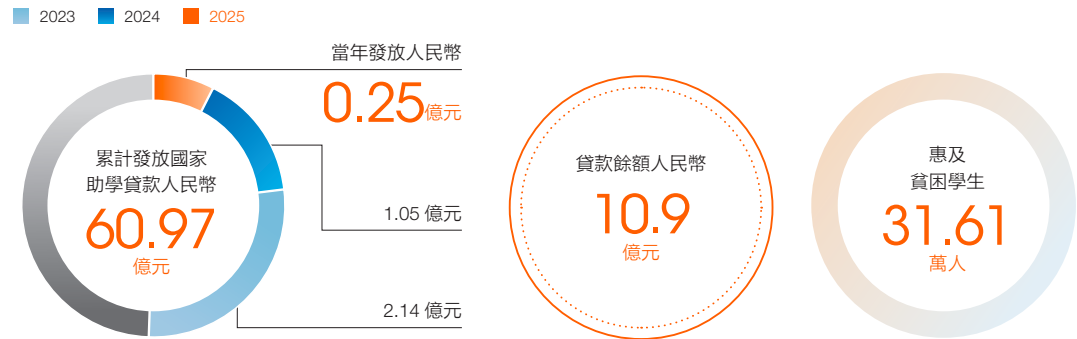 2023 2024 2025
當年發放人民幣
0.25億元
累計發放國家
助學貸款人民幣
60.97
億元
1.05 億元
2.14 億元
貸款餘額人民幣
10.9
億元
惠及
貧困學生
31.61
萬人